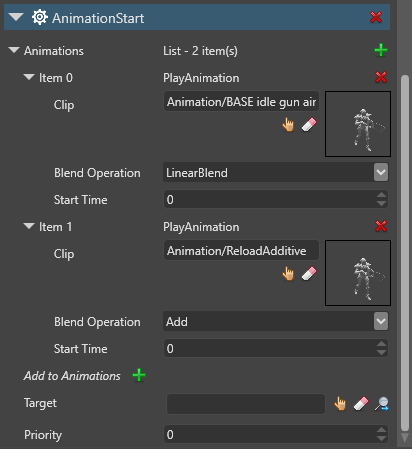 AnimationStart
Animations List - 2 item(s)
Item 0 PlayAnimation
Clip Animation/BASE idle gun air
Blend Operation LinearBlend
Start Time 0
Item 1 PlayAnimation
Clip Animation/ReloadAdditive
Blend Operation Add
Start Time 0
Add to Animations
Target
Priority 0